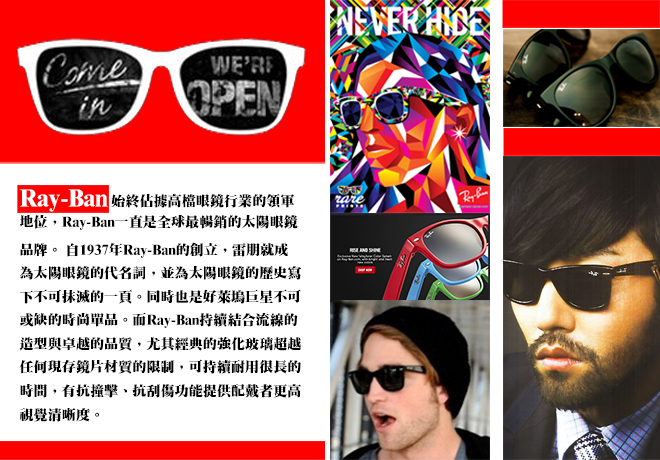 Come in
WE'RE
OPEN
NEVER HIDE
rare
PRINTS
Ray-Ban
RISE AND SHINE
SHOP NOW
Ray-Ban 始終佔據高檔眼鏡行業的領軍
地位，Ray-Ban一直是全球最暢銷的太陽眼鏡
品牌。自1937年Ray-Ban的創立，雷朋就成
為太陽眼鏡的代名詞，並為太陽眼鏡的歷史寫
下不可抹滅的一頁。同時也是好萊塢巨星不可
或缺的時尚單品。而Ray-Ban持續結合流線的
造型與卓越的品質，尤其經典的強化玻璃超越
任何現存鏡片材質的限制，可持續耐用很長的
時間，有抗撞擊、抗刮傷功能提供配戴者更高
視覺清晰度。